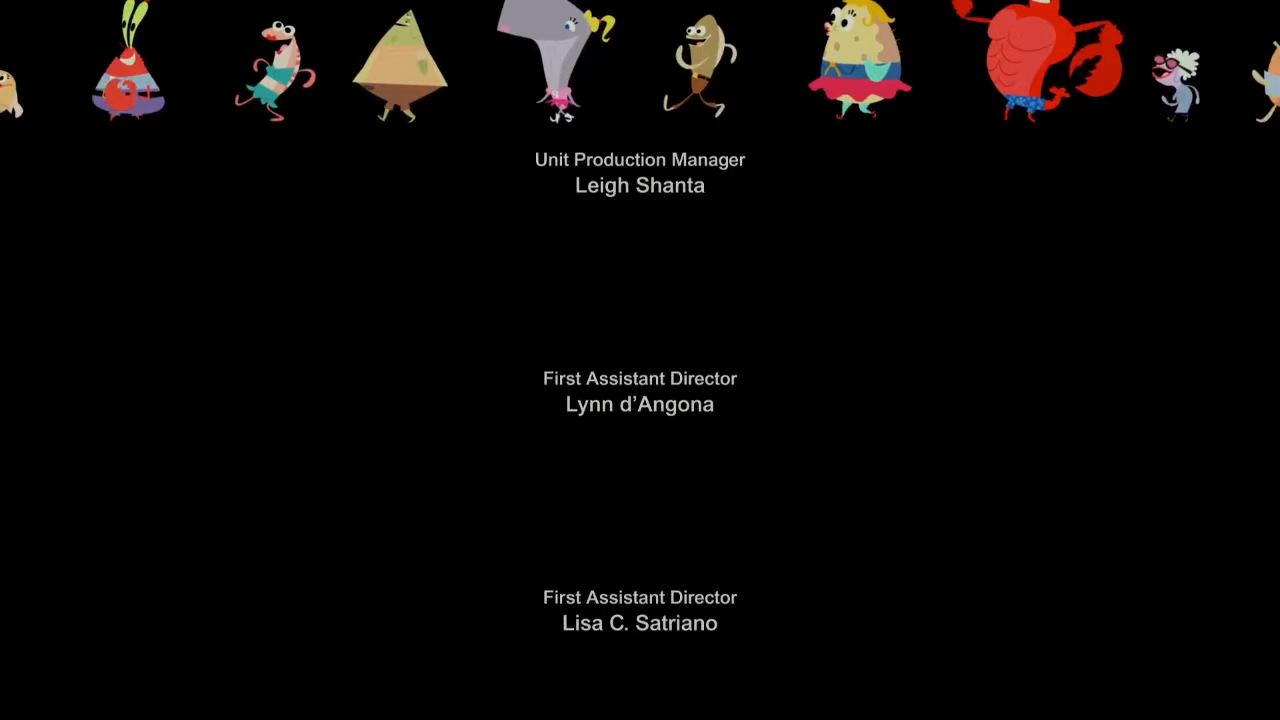 Unit Production Manager
Leigh Shanta
First Assistant Director
Lynn d’Angona
First Assistant Director
Lisa C. Satriano